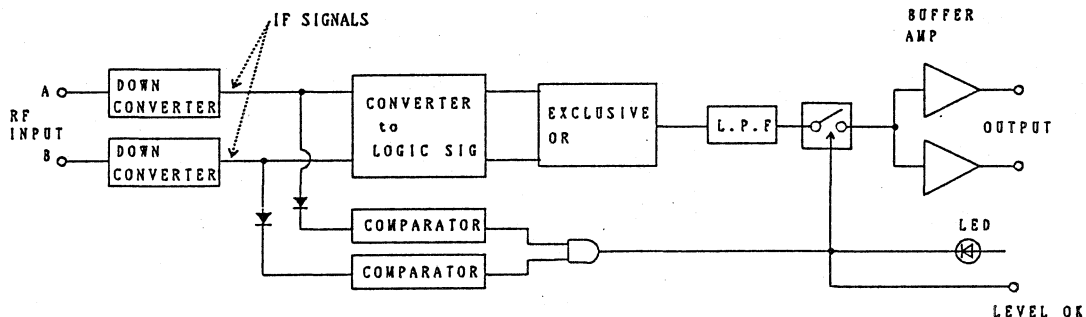 IF SIGNALS
BUFFER
AMP
A
DOWN
CONVERTER
RF
INPUT
B
DOWN
CONVERTER
CONVERTER
to
LOGIC SIG
EXCLUSIVE
OR
L.P.F
OUTPUT
COMPARATOR
COMPARATOR
LED
LEVEL OK